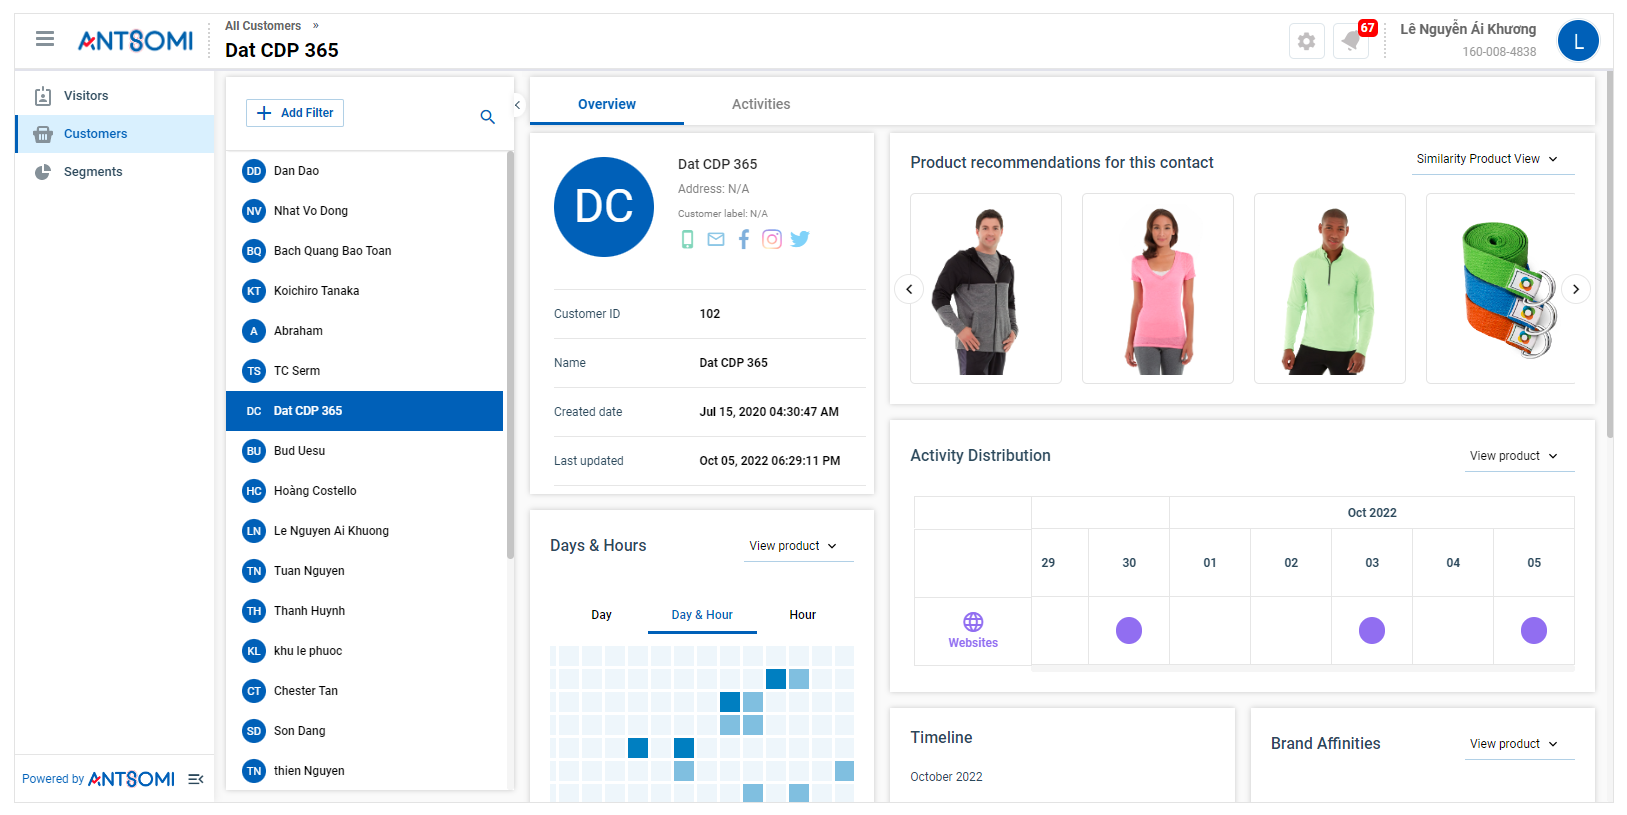 ANTSOMI
All Customers »
Dat CDP 365
67
Lê Nguyễn Ái Khương
160-008-4838
L
Visitors
Customers
Segments
Powered by ANTSOMI
Add Filter
DD Dan Dao
NV Nhat Vo Dong
BQ Bach Quang Bao Toan
KT Koichiro Tanaka
A Abraham
TS TC Serm
DC Dat CDP 365
BU Bud Uesu
HC Hoàng Costello
LN Le Nguyen Ai Khuong
TN Tuan Nguyen
TH Thanh Huynh
KL khu le phuoc
CT Chester Tan
SD Son Dang
TN thien Nguyen
Overview Activities
DC
Dat CDP 365
Address: N/A
Customer label: N/A
Customer ID 102
Name Dat CDP 365
Created date Jul 15, 2020 04:30:47 AM
Last updated Oct 05, 2022 06:29:11 PM
Days & Hours View product
Day Day & Hour Hour
Product recommendations for this contact Similarity Product View
Activity Distribution View product
Oct 2022
29 30 01 02 03 04 05
Websites
Timeline
October 2022
Brand Affinities View product